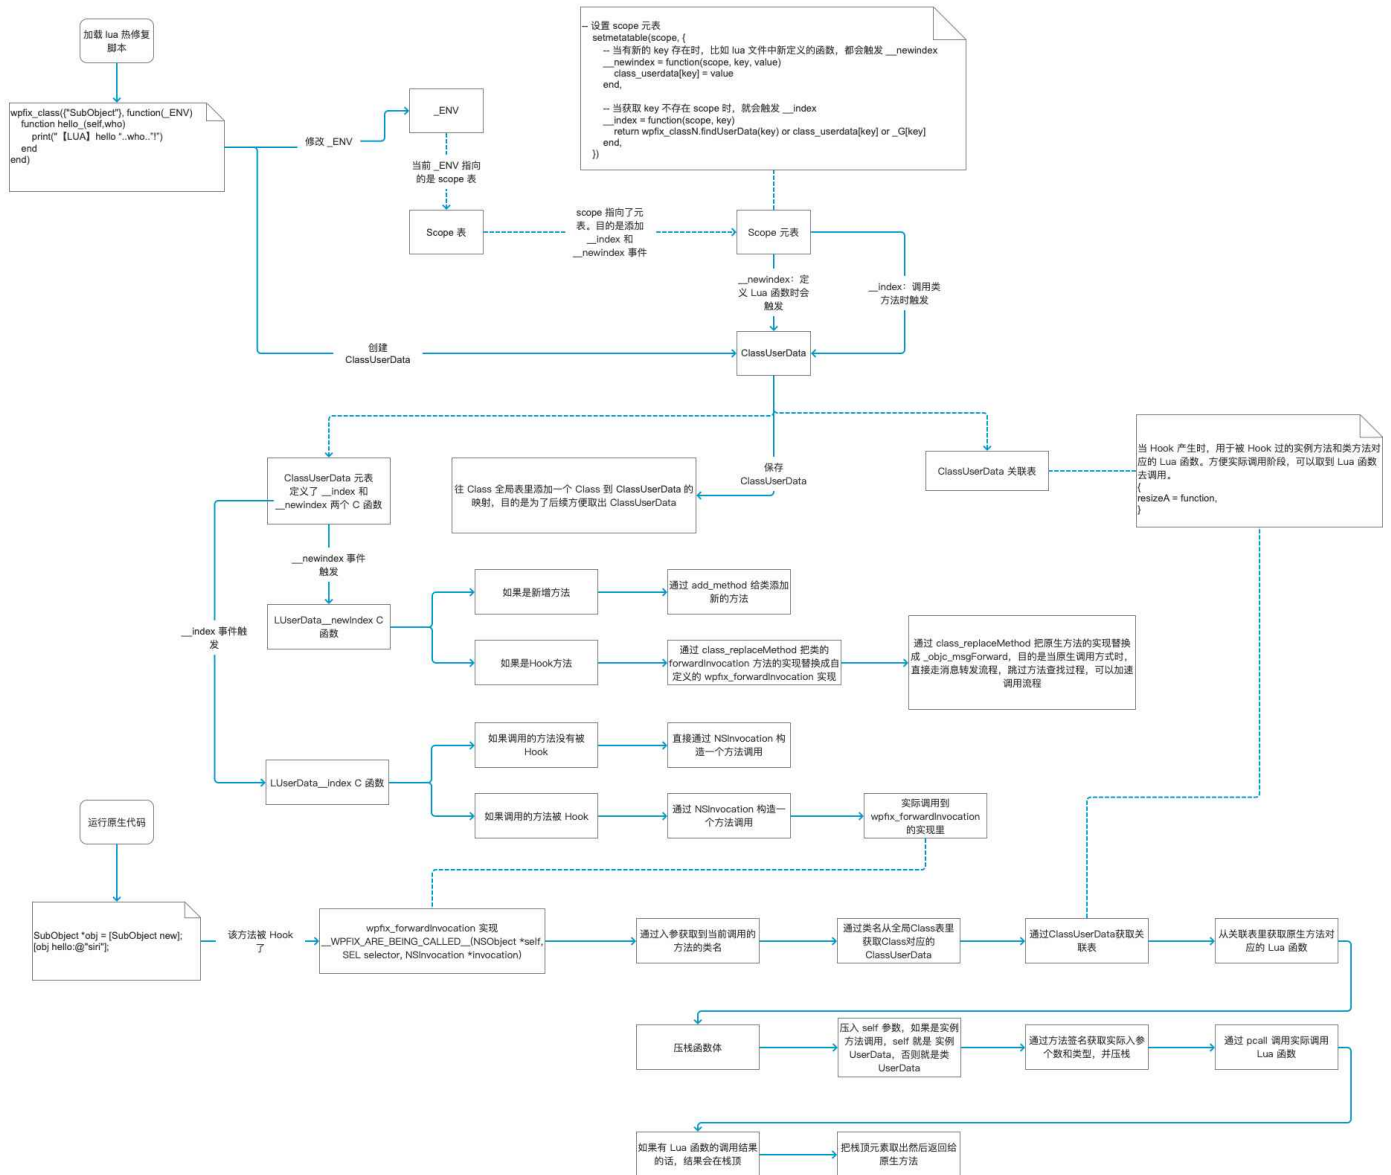 加载 lua 热修复
脚本
wpfix_class({"SubObject"}, function(_ENV)
function hello_(self,who)
print("【LUA】hello "..who.."!")
end
end)
修改 _ENV
_ENV
当前 _ENV 指向
的是 scope 表
Scope 表
scope 指向了元
表。目的是添加
__index 和
__newindex 事件
-- 设置 scope 元表
setmetatable(scope, {
-- 当有新的 key 存在时，比如 lua 文件中新定义的函数，都会触发 __newindex
__newindex = function(scope, key, value)
class_userdata[key] = value
end,
-- 当获取 key 不存在 scope 时，就会触发 __index
__index = function(scope, key)
return wpfix_classN.findUserData(key) or class_userdata[key] or _G[key]
end,
})
Scope 元表
__newindex：定
义 Lua 函数时会
触发
__index：调用类
方法时触发
创建
ClassUserData
ClassUserData
ClassUserData 元表
定义了 __index 和
__newindex 两个 C 函数
往 Class 全局表里添加一个 Class 到 ClassUserData 的
映射，目的是为了后续方便取出 ClassUserData
保存
ClassUserData
ClassUserData 关联表
当 Hook 产生时，用于被 Hook 过的实例方法和类方法对
应的 Lua 函数。方便实际调用阶段，可以取到 Lua 函数
去调用。
{
resizeA = function,
}
__newindex 事件
触发
__index 事件触
发
LUserData__newIndex C
函数
如果是新增方法
通过 add_method 给类添加
新的方法
如果是Hook方法
通过 class_replaceMethod 把类的
forwardInvocation 方法的实现替换成自
定义的 wpfix_forwardInvocation 实现
通过 class_replaceMethod 把原生方法的实现替换
成 _objc_msgForward，目的是当原生调用方式时，
直接走消息转发流程，跳过方法查找过程，可以加速
调用流程
LUserData__index C 函数
如果调用的方法没有被
Hook
直接通过 NSInvocation 构
造一个方法调用
如果调用的方法被 Hook
通过 NSInvocation 构造一
个方法调用
实际调用到
wpfix_forwardInvocation
的实现里
运行原生代码
SubObject *obj = [SubObject new];
[obj hello:@"siri"];
该方法被 Hook
了
wpfix_forwardInvocation 实现
__WPFIX_ARE_BEING_CALLED__(NSObject *self,
SEL selector, NSInvocation *invocation)
通过入参获取到当前调用的
方法的类名
通过类名从全局Class表里
获取Class对应的
ClassUserData
通过ClassUserData获取关
联表
从关联表里获取原生方法对
应的 Lua 函数
压栈函数体
压入 self 参数，如果是实例
方法调用，self 就是 实例
UserData，否则就是类
UserData
通过方法签名获取实际入参
个数和类型，并压栈
通过 pcall 调用实际调用
Lua 函数
如果有 Lua 函数的调用结果
的话，结果会在栈顶
把栈顶元素取出然后返回给
原生方法